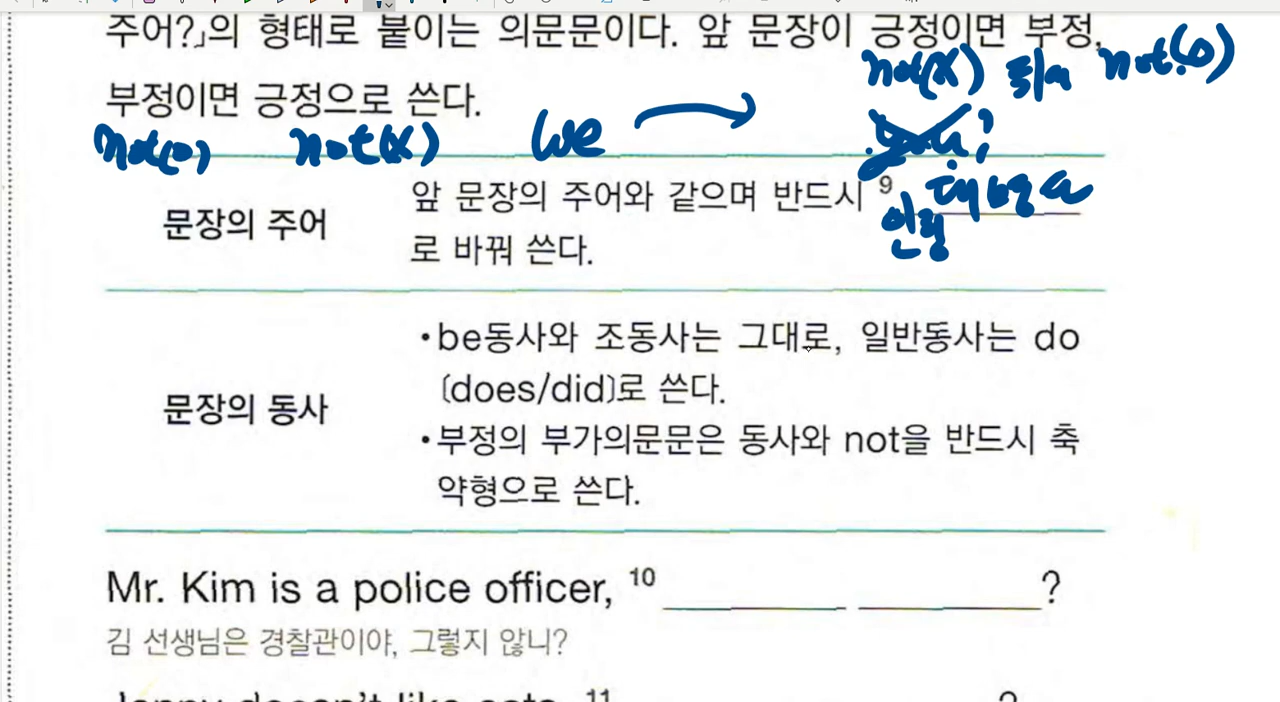 주어?」의 형태로 붙이는 의문문이다. 앞 문장이 긍정이면 부정,
not(X) 뒤에 not(O)
부정이면 긍정으로 쓴다.
not(O) not(X) we
문장의 주어
앞 문장의 주어와 같으며 반드시 9
인칭 대명사
로 바꿔 쓴다.
문장의 동사
•be동사와 조동사는 그대로, 일반동사는 do
(does/did)로 쓴다.
•부정의 부가의문문은 동사와 not을 반드시 축
약형으로 쓴다.
Mr. Kim is a police officer, 10 ?
김 선생님은 경찰관이야, 그렇지 않니?
Jenny doesn't like cats, 11 ?